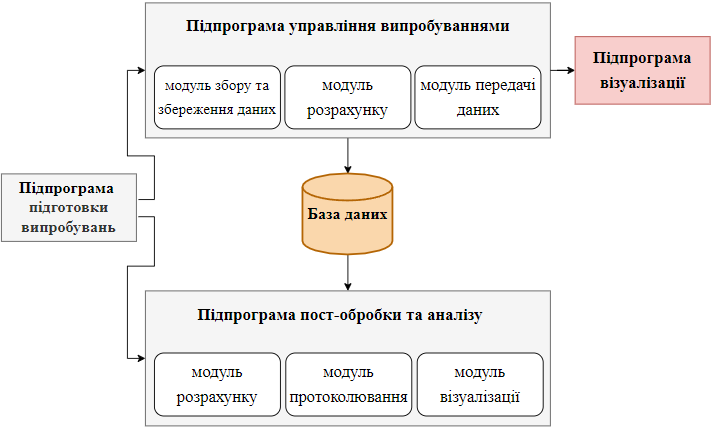 Підпрограма управління випробуваннями
модуль збору та
збереження даних
модуль
розрахунку
модуль передачі
даних
Підпрограма
візуалізації
Підпрограма
підготовки
випробувань
База даних
Підпрограма пост-обробки та аналізу
модуль
розрахунку
модуль
протоколювання
модуль
візуалізації